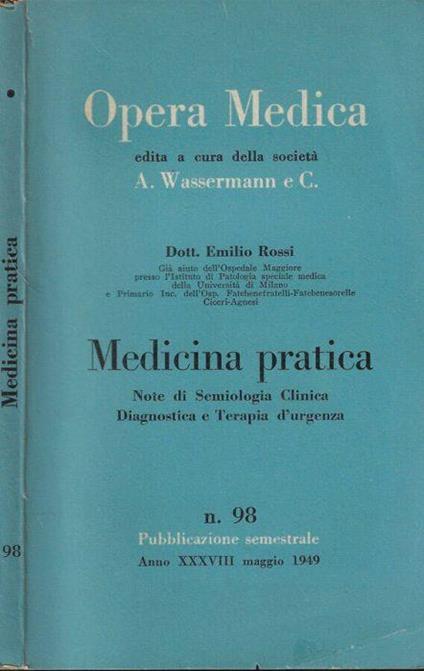 Opera Medica
edita a cura della società
A. Wassermann e C.
Dott. Emilio Rossi
Già aiuto dell'Ospedale Maggiore
presso l'Istituto di Patologia speciale medica
della Università di Milano
e Primario Inc. dell'Osp. Fatebenefratelli-Fatebenesorelle
Ciceri-Agnesi
Medicina pratica
Note di Semiologia Clinica
Diagnostica e Terapia d'urgenza
n. 98
Pubblicazione semestrale
Anno XXXVIII maggio 1949
Medicina pratica
98